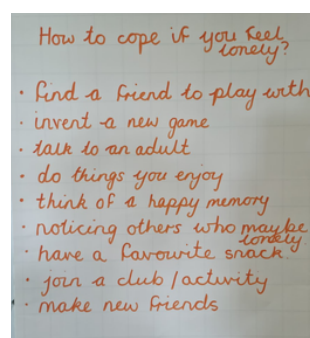 How to cope if you feel
lonely?
· find a friend to play with
· invent a new game
· talk to an adult
· do things you enjoy
· think of a happy memory
· noticing others who maybe
lonely.
· have a favourite snack.
· join a club / activity
· make new friends